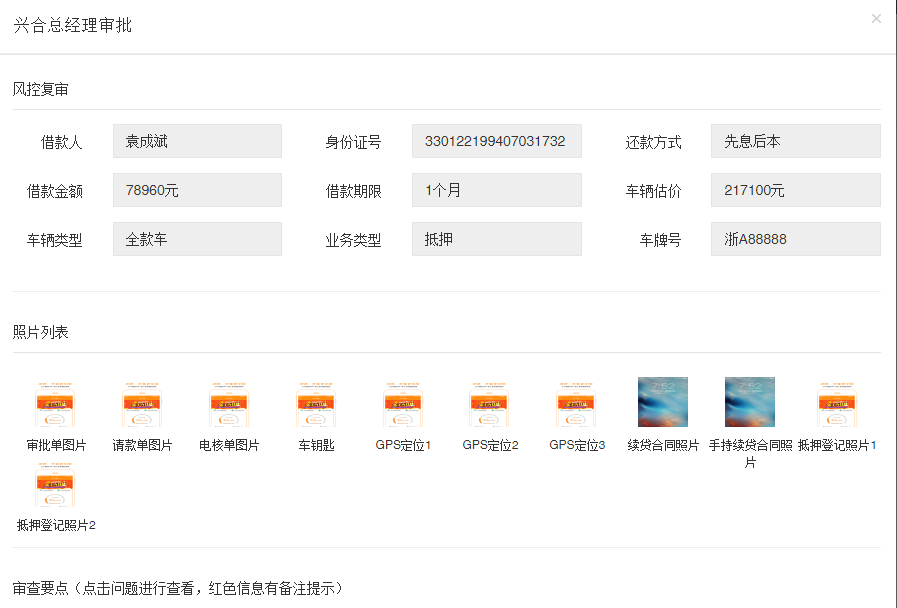 兴合总经理审批
×
风控复审
借款人 袁成斌 身份证号 330122199407031732 还款方式 先息后本
借款金额 78960元 借款期限 1个月 车辆估价 217100元
车辆类型 全款车 业务类型 抵押 车牌号 浙A88888
照片列表
7:52 7:52
审批单图片 请款单图片 电核单图片 车钥匙 GPS定位1 GPS定位2 GPS定位3 续贷合同照片 手持续贷合同照 抵押登记照片1
片
抵押登记照片2
审查要点（点击问题进行查看，红色信息有备注提示）